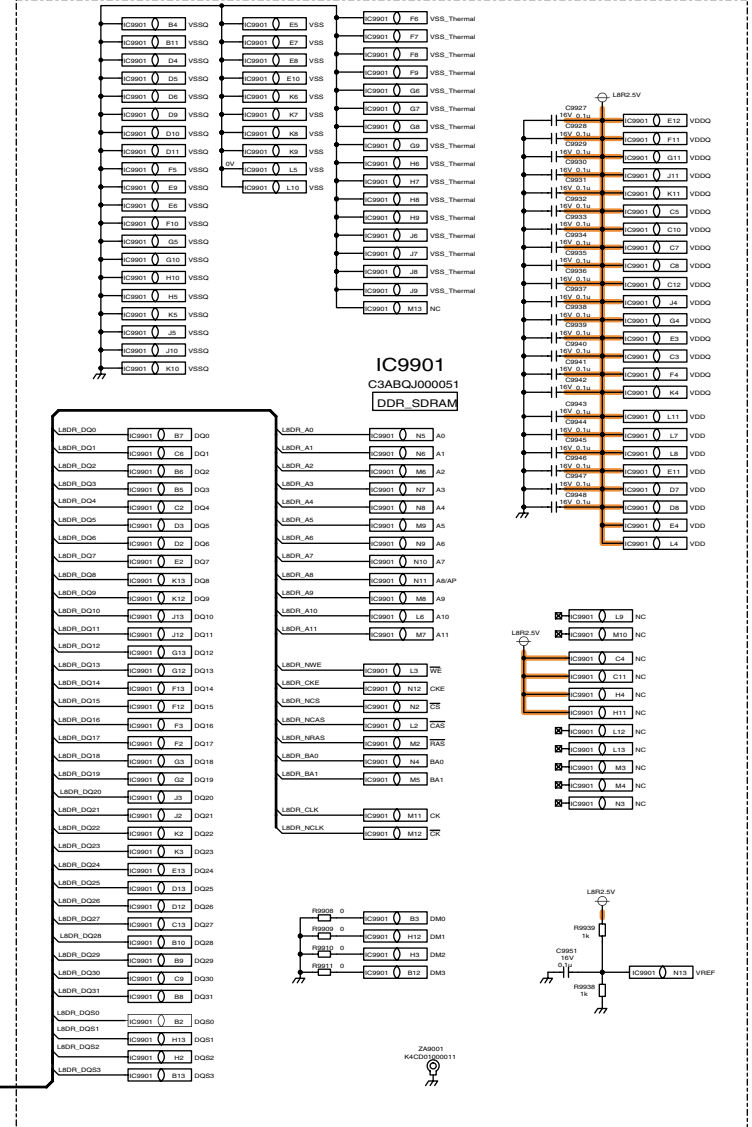 IC9901 B4 VSSQ
IC9901 B11 VSSQ
IC9901 D4 VSSQ
IC9901 D5 VSSQ
IC9901 D6 VSSQ
IC9901 D9 VSSQ
IC9901 D10 VSSQ
IC9901 D11 VSSQ
IC9901 F5 VSSQ
IC9901 E9 VSSQ
IC9901 E6 VSSQ
IC9901 F10 VSSQ
IC9901 G5 VSSQ
IC9901 G10 VSSQ
IC9901 H10 VSSQ
IC9901 H5 VSSQ
IC9901 K5 VSSQ
IC9901 J5 VSSQ
IC9901 J10 VSSQ
IC9901 K10 VSSQ
IC9901 E5 VSS
IC9901 E7 VSS
IC9901 E8 VSS
IC9901 E10 VSS
IC9901 K6 VSS
IC9901 K7 VSS
IC9901 K8 VSS
IC9901 K9 VSS
0V
IC9901 L5 VSS
IC9901 L10 VSS
IC9901 F6 VSS_Thermal
IC9901 F7 VSS_Thermal
IC9901 F8 VSS_Thermal
IC9901 F9 VSS_Thermal
IC9901 G6 VSS_Thermal
IC9901 G7 VSS_Thermal
IC9901 G8 VSS_Thermal
IC9901 G9 VSS_Thermal
IC9901 H6 VSS_Thermal
IC9901 H7 VSS_Thermal
IC9901 H8 VSS_Thermal
IC9901 H9 VSS_Thermal
IC9901 J6 VSS_Thermal
IC9901 J7 VSS_Thermal
IC9901 J8 VSS_Thermal
IC9901 J9 VSS_Thermal
IC9901 M13 NC
L8R2.5V
C9927
16V 0.1u IC9901 E12 VDDQ
C9928
16V 0.1u IC9901 F11 VDDQ
C9929
16V 0.1u IC9901 G11 VDDQ
C9930
16V 0.1u IC9901 J11 VDDQ
C9931
16V 0.1u IC9901 K11 VDDQ
C9932
16V 0.1u IC9901 C5 VDDQ
C9933
16V 0.1u IC9901 C10 VDDQ
C9934
16V 0.1u IC9901 C7 VDDQ
C9935
16V 0.1u IC9901 C8 VDDQ
C9936
16V 0.1u IC9901 C12 VDDQ
C9937
16V 0.1u IC9901 J4 VDDQ
C9938
16V 0.1u IC9901 G4 VDDQ
C9939
16V 0.1u IC9901 E3 VDDQ
C9940
16V 0.1u IC9901 C3 VDDQ
C9941
16V 0.1u IC9901 F4 VDDQ
C9942
16V 0.1u IC9901 K4 VDDQ
C9943
16V 0.1u IC9901 L11 VDD
C9944
16V 0.1u IC9901 L7 VDD
C9945
16V 0.1u IC9901 L8 VDD
C9946
16V 0.1u IC9901 E11 VDD
C9947
16V 0.1u IC9901 D7 VDD
C9948
16V 0.1u IC9901 D8 VDD
IC9901 E4 VDD
IC9901 L4 VDD
IC9901
C3ABQJ000051
DDR_SDRAM
L8DR_DQ0 IC9901 B7 DQ0
L8DR_DQ1 IC9901 C6 DQ1
L8DR_DQ2 IC9901 B6 DQ2
L8DR_DQ3 IC9901 B5 DQ3
L8DR_DQ4 IC9901 C2 DQ4
L8DR_DQ5 IC9901 D3 DQ5
L8DR_DQ6 IC9901 D2 DQ6
L8DR_DQ7 IC9901 E2 DQ7
L8DR_DQ8 IC9901 K13 DQ8
L8DR_DQ9 IC9901 K12 DQ9
L8DR_DQ10 IC9901 J13 DQ10
L8DR_DQ11 IC9901 J12 DQ11
L8DR_DQ12 IC9901 G13 DQ12
L8DR_DQ13 IC9901 G12 DQ13
L8DR_DQ14 IC9901 F13 DQ14
L8DR_DQ15 IC9901 F12 DQ15
L8DR_DQ16 IC9901 F3 DQ16
L8DR_DQ17 IC9901 F2 DQ17
L8DR_DQ18 IC9901 G3 DQ18
L8DR_DQ19 IC9901 G2 DQ19
L8DR_DQ20 IC9901 J3 DQ20
L8DR_DQ21 IC9901 J2 DQ21
L8DR_DQ22 IC9901 K2 DQ22
L8DR_DQ23 IC9901 K3 DQ23
L8DR_DQ24 IC9901 E13 DQ24
L8DR_DQ25 IC9901 D13 DQ25
L8DR_DQ26 IC9901 D12 DQ26
L8DR_DQ27 IC9901 C13 DQ27
L8DR_DQ28 IC9901 B10 DQ28
L8DR_DQ29 IC9901 B9 DQ29
L8DR_DQ30 IC9901 C9 DQ30
L8DR_DQ31 IC9901 B8 DQ31
L8DR_DQS0 IC9901 B2 DQS0
L8DR_DQS1 IC9901 H13 DQS1
L8DR_DQS2 IC9901 H2 DQS2
L8DR_DQS3 IC9901 B13 DQS3
L8DR_A0 IC9901 N5 A0
L8DR_A1 IC9901 N6 A1
L8DR_A2 IC9901 M6 A2
L8DR_A3 IC9901 N7 A3
L8DR_A4 IC9901 N8 A4
L8DR_A5 IC9901 M9 A5
L8DR_A6 IC9901 N9 A6
L8DR_A7 IC9901 N10 A7
L8DR_A8 IC9901 N11 A8/AP
L8DR_A9 IC9901 M8 A9
L8DR_A10 IC9901 L6 A10
L8DR_A11 IC9901 M7 A11
L8DR_NWE IC9901 L3 WE
L8DR_CKE IC9901 N12 CKE
L8DR_NCS IC9901 N2 CS
L8DR_NCAS IC9901 L2 CAS
L8DR_NRAS IC9901 M2 RAS
L8DR_BA0 IC9901 N4 BA0
L8DR_BA1 IC9901 M5 BA1
L8DR_CLK IC9901 M11 CK
L8DR_NCLK IC9901 M12 CK
R9908 0 IC9901 B3 DM0
R9909 0 IC9901 H12 DM1
R9910 0 IC9901 H3 DM2
R9911 0 IC9901 B12 DM3
ZA9001
K4CD01000011
IC9901 L9 NC
IC9901 M10 NC
L8R2.5V
IC9901 C4 NC
IC9901 C11 NC
IC9901 H4 NC
IC9901 H11 NC
IC9901 L12 NC
IC9901 L13 NC
IC9901 M3 NC
IC9901 M4 NC
IC9901 N3 NC
L8R2.5V
R9939
1k
C9951
16V
0.1u
IC9901 N13 VREF
R9938
1k